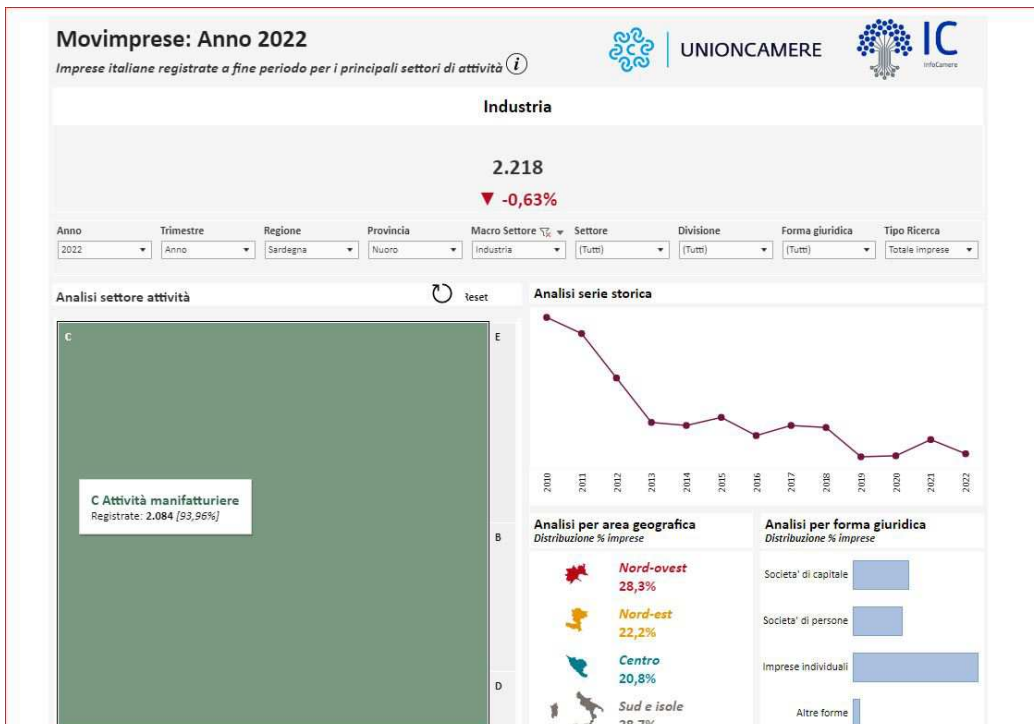 Movimprese: Anno 2022
Imprese italiane registrate a fine periodo per i principali settori di attività i
UNIONCAMERE
IC
InfoCamere
Industria
2.218
▼ -0,63%
Anno Trimestre Regione Provincia Macro Settore Settore Divisione Forma giuridica Tipo Ricerca
2022 Anno Sardegna Nuoro Industria (Tutti) (Tutti) (Tutti) Totale imprese
Analisi settore attività
Reset
C
E
C Attività manifatturiere
Registrate: 2.084 [93,96%]
B
D
Analisi serie storica
2010 2011 2012 2013 2014 2015 2016 2017 2018 2019 2020 2021 2022
Analisi per area geografica
Distribuzione % imprese
Nord-ovest
28,3%
Nord-est
22,2%
Centro
20,8%
Sud e isole
28,7%
Analisi per forma giuridica
Distribuzione % imprese
Societa' di capitale
Societa' di persone
Imprese individuali
Altre forme